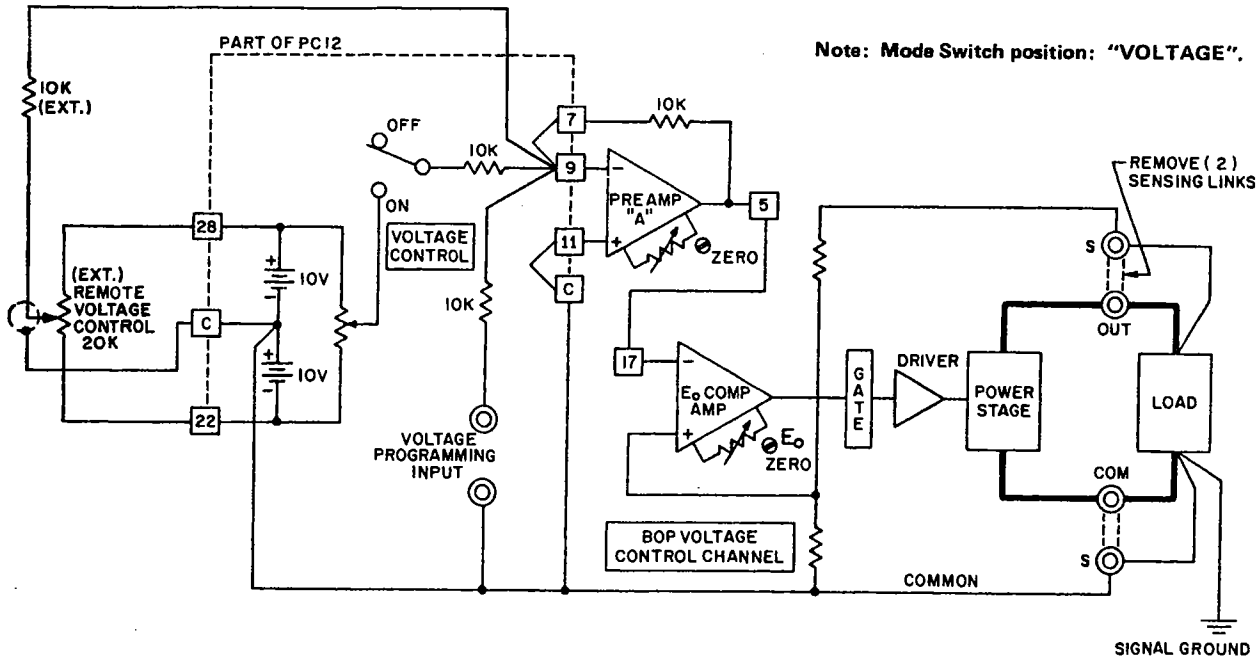 PART OF PC12
Note: Mode Switch position: "VOLTAGE".
10K
(EXT.)
OFF
10K
ON
VOLTAGE
CONTROL
7
10K
9
-
PREAMP
"A"
11
+
ZERO
C
5
REMOVE (2)
SENSING LINKS
28
+
-
10V
(EXT.)
REMOTE
VOLTAGE
CONTROL
20K
C
+
-
10V
22
10K
VOLTAGE
PROGRAMMING
INPUT
17
-
Eo COMP
AMP
+
Eo
ZERO
GATE
DRIVER
POWER
STAGE
S
OUT
LOAD
COM
S
BOP VOLTAGE
CONTROL CHANNEL
COMMON
SIGNAL GROUND